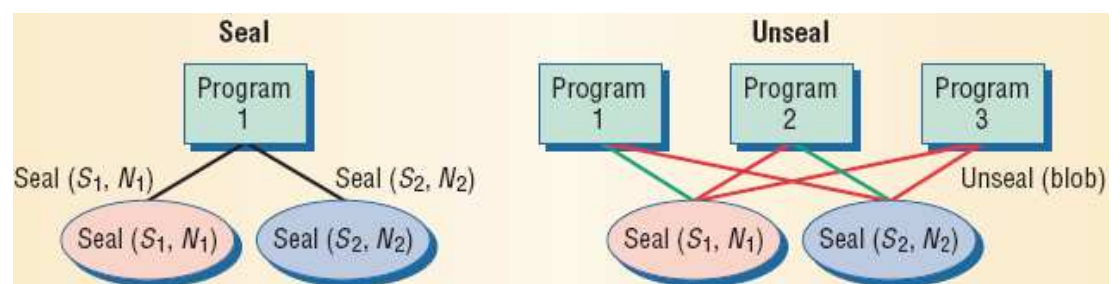 Seal
Program
1
Seal (S₁, N₁)
Seal (S₂, N₂)
Seal (S₁, N₁)
Seal (S₂, N₂)
Unseal
Program
1
Program
2
Program
3
Unseal (blob)
Seal (S₁, N₁)
Seal (S₂, N₂)